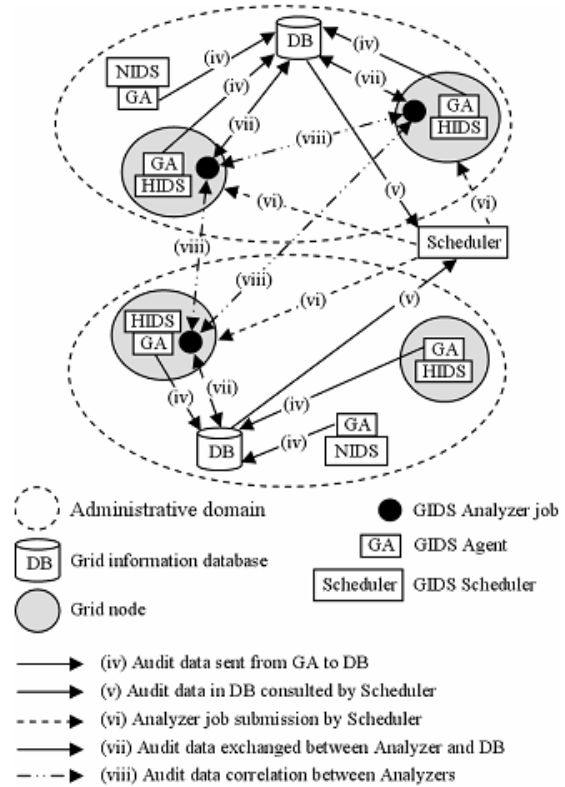 DB
(iv)
(iv)
NIDS
GA
(iv)
(vii)
GA
HIDS
(vii)
(viii)
GA
HIDS
(v)
(vi)
(vi)
Scheduler
(viii)
(viii)
(vi)
(v)
HIDS
GA
GA
HIDS
(vii)
(iv)
(iv)
GA
NIDS
(iv)
DB
Administrative domain
GIDS Analyzer job
DB Grid information database
GA GIDS Agent
Scheduler GIDS Scheduler
Grid node
(iv) Audit data sent from GA to DB
(v) Audit data in DB consulted by Scheduler
(vi) Analyzer job submission by Scheduler
(vii) Audit data exchanged between Analyzer and DB
(viii) Audit data correlation between Analyzers